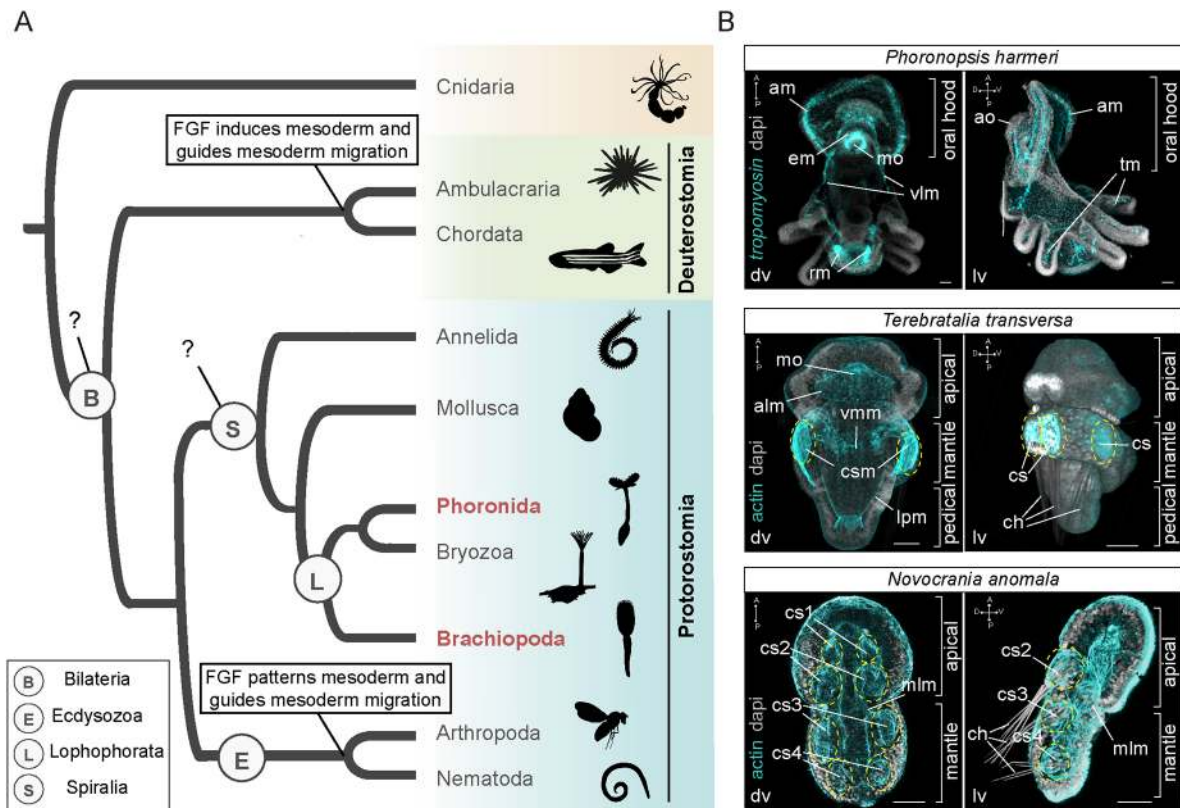 A
Cnidaria
FGF induces mesoderm and
guides mesoderm migration
Ambulacraria
Chordata
Deuterostomia
?
?
Annelida
B
S
Mollusca
Phoronida
Bryozoa
L
Brachiopoda
Protorostomia
FGF patterns mesoderm and
guides mesoderm migration
Arthropoda
E
Nematoda
B Bilateria
E Ecdysozoa
L Lophophorata
S Spiralia
B
Phoronopsis harmeri
tropomyosin dapi
A
P
am
em
mo
vlm
rm
dv
oral hood
A
D V
P
ao
am
tm
lv
oral hood
Terebratalia transversa
actin dapi
A
P
mo
alm
vmm
csm
lpm
dv
apical
mantle
pedical
A
D V
P
cs
cs
ch
lv
apical
mantle
pedical
Novocrania anomala
actin dapi
A
P
cs1
cs2
mlm
cs3
cs4
dv
apical
mantle
A
D V
P
cs2
cs3
cs4
ch
mlm
lv
apical
mantle